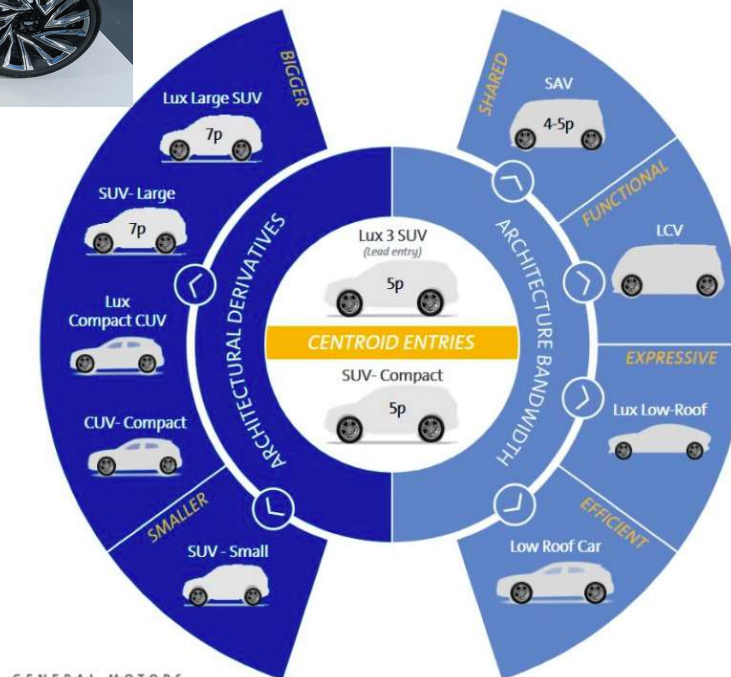 BIGGER
Lux Large SUV
7p
SUV- Large
7p
Lux
Compact CUV
CUV- Compact
SMALLER
SUV - Small
ARCHITECTURAL DERIVATIVES
Lux 3 SUV
(Lead entry)
5p
CENTROID ENTRIES
SUV- Compact
5p
ARCHITECTURE BANDWIDTH
SHARED
SAV
4-5p
FUNCTIONAL
LCV
EXPRESSIVE
Lux Low-Roof
EFFICIENT
Low Roof Car
GENERAL MOTORS